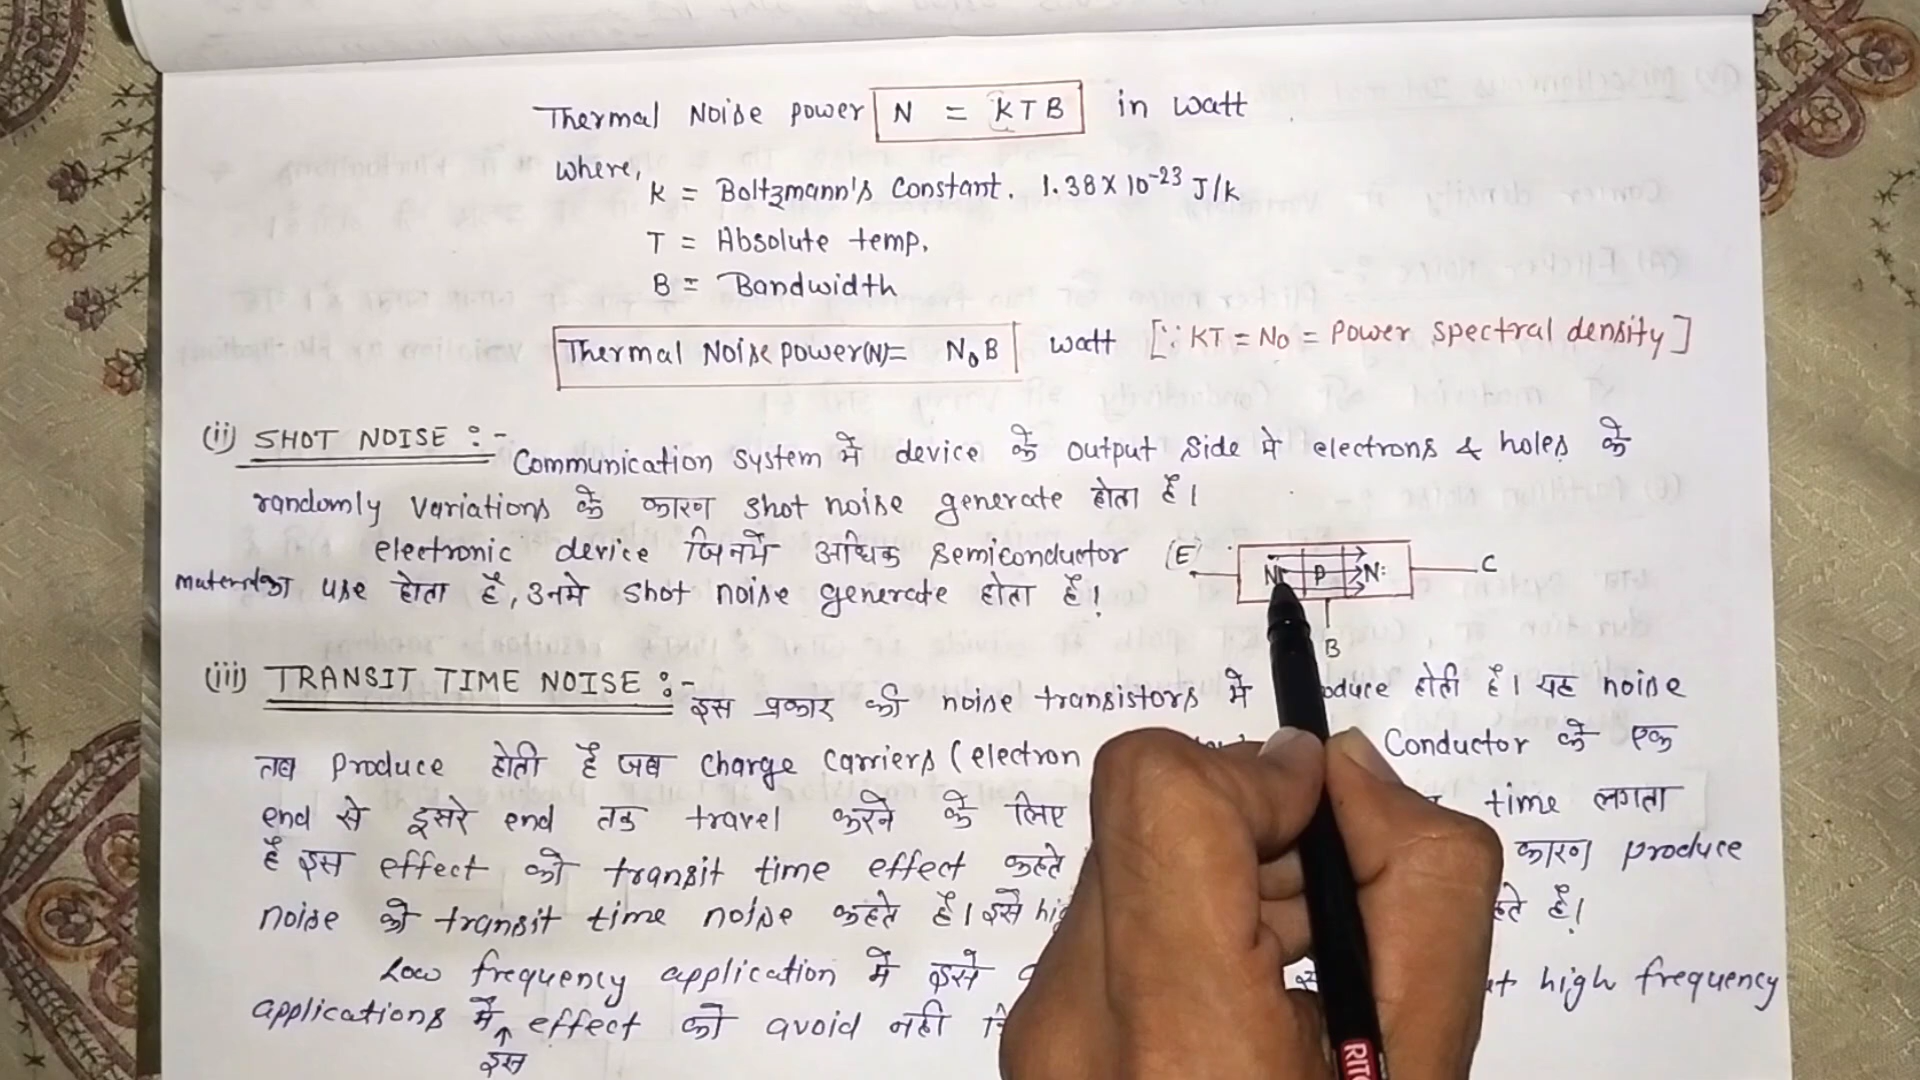 Thermal Noise power N = KTB in watt
where,
K = Boltzmann's Constant. 1.38 × 10⁻²³ J/k
T = Absolute temp.
B = Bandwidth
Thermal Noise power(N) = N₀B watt [∵ KT = No = Power spectral density]
(ii) SHOT NOISE :- Communication system में device के output side मे electrons & holes के
randomly variations के कारण shot noise generate होता है।
electronic device जिनमें अधिक semiconductor
material का use होता है, उनमे shot noise generate होता है।
(E) N P N C
B
(iii) TRANSIT TIME NOISE :- इस प्रकार की noise transistors में होती है। यह noise
तब produce होती है जब charge carriers (electron Conductor के एक
end से दूसरे end तक travel करने के लिए time लगता
है इस effect को transit time effect कहते कारण produce
noise को transit time noise कहते हैं। इसे है।
Low frequency application में इसे high frequency
applications में इस effect को avoid नही
RITO